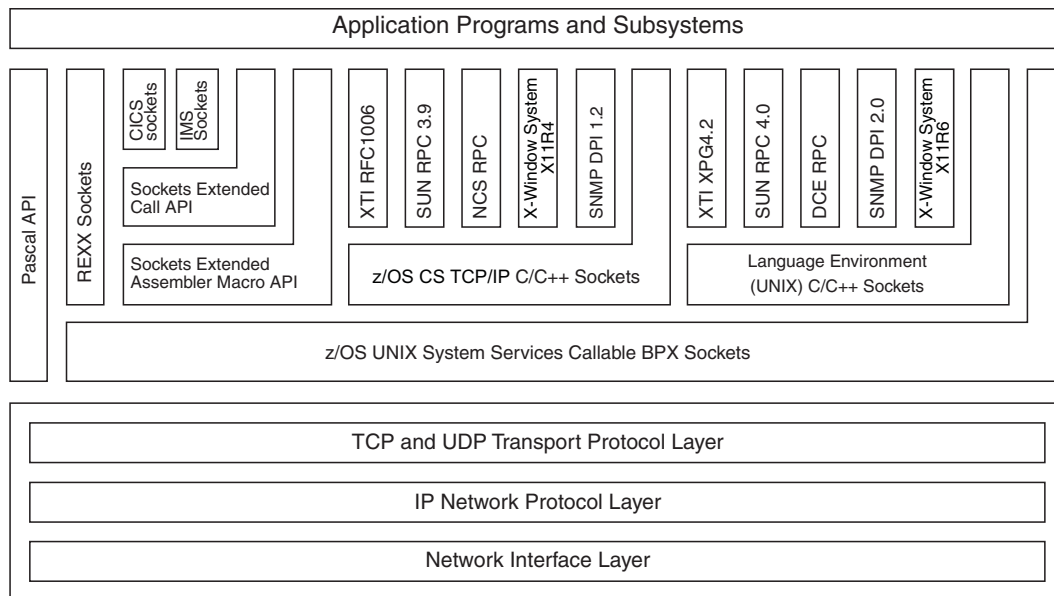 Application Programs and Subsystems
Pascal API
REXX Sockets
CICS
sockets
IMS
Sockets
Sockets Extended
Call API
Sockets Extended
Assembler Macro API
XTI RFC1006
SUN RPC 3.9
NCS RPC
X-Window System
X11R4
SNMP DPI 1.2
z/OS CS TCP/IP C/C++ Sockets
XTI XPG4.2
SUN RPC 4.0
DCE RPC
SNMP DPI 2.0
X-Window System
X11R6
Language Environment
(UNIX) C/C++ Sockets
z/OS UNIX System Services Callable BPX Sockets
TCP and UDP Transport Protocol Layer
IP Network Protocol Layer
Network Interface Layer